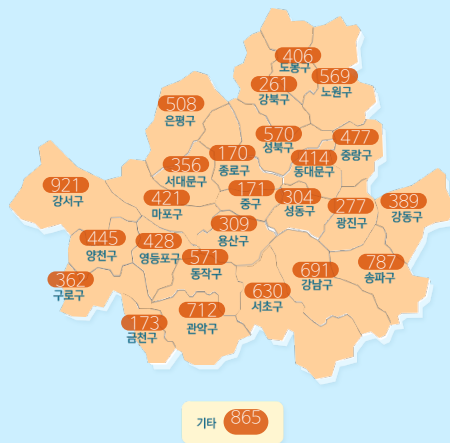 406
노봉구
261
강북구
569
노원구
508
은평구
570
성북구
477
중랑구
170
종로구
414
동대문구
356
서대문구
921
강서구
421
마포구
171
중구
304
성동구
277
광진구
389
강동구
309
용산구
445
양천구
428
영등포구
571
동작구
362
구로구
691
강남구
787
송파구
630
서초구
712
관악구
173
금천구
기타 865